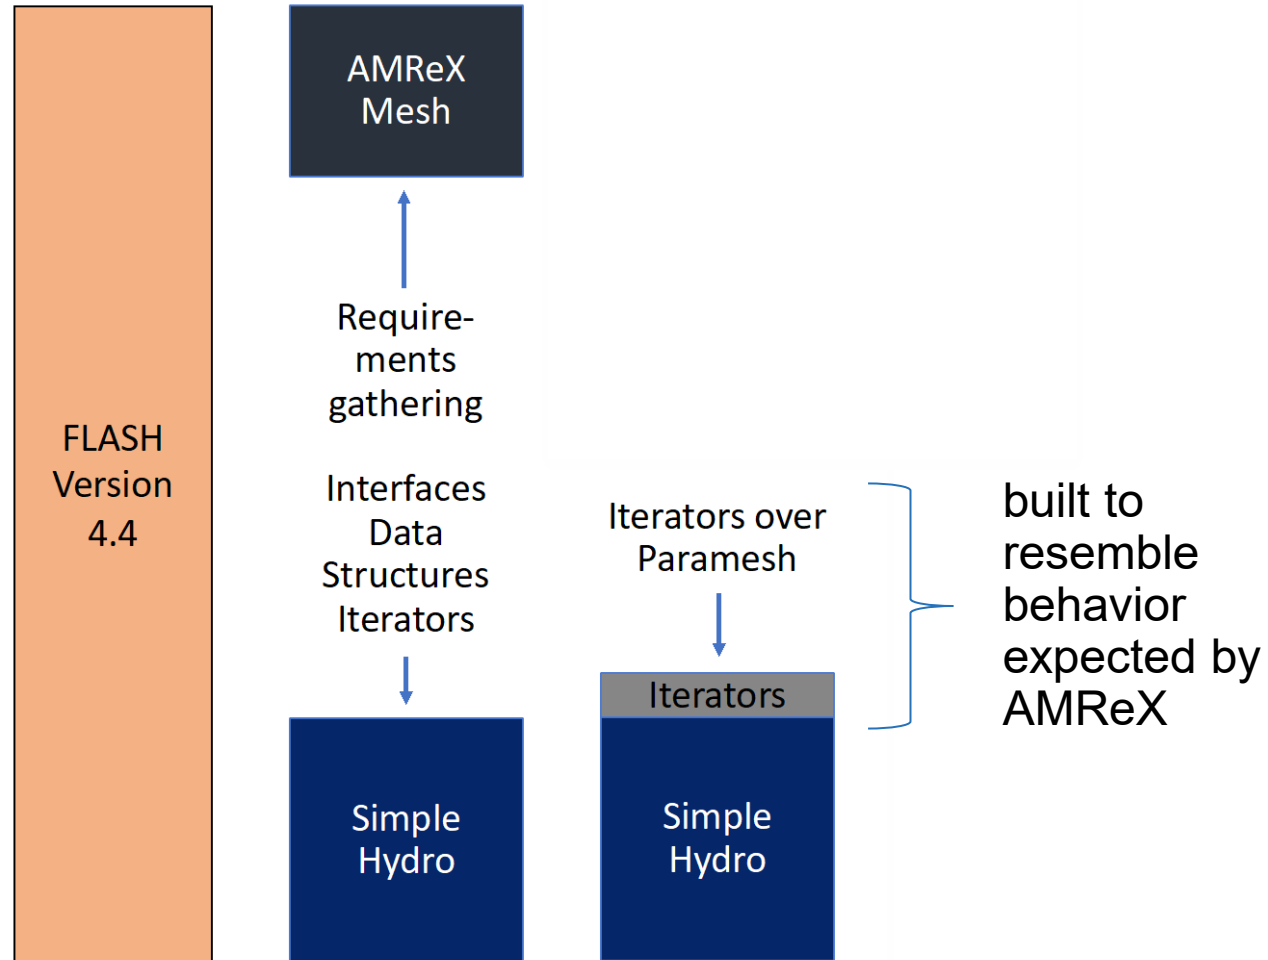 FLASH
Version
4.4
AMReX
Mesh
Require-
ments
gathering
Interfaces
Data
Structures
Iterators
Simple
Hydro
Iterators over
Paramesh
Iterators
Simple
Hydro
built to
resemble
behavior
expected by
AMReX